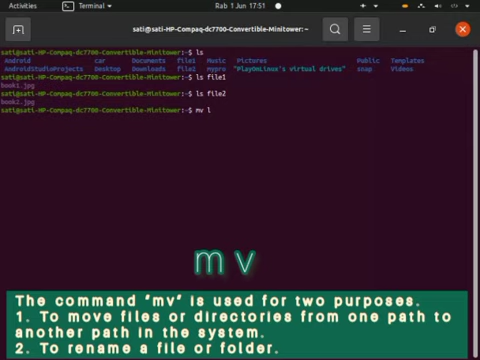 Activities
Terminal
Rab 1 Jun 17:51
sati@sati-HP-Compaq-dc7700-Convertible-Minitower: ~
sati@sati-HP-Compaq-dc7700-Convertible-Minitower:~$ ls
Android car Documents file1 Music Pictures Public Templates
AndroidStudioProjects Desktop Downloads "PlayOnLinux's virtual drives" Videos
sati@sati-HP-Compaq-dc7700-Convertible-Minitower:~$ ls file1
book1.jpg
sati@sati-HP-Compaq-dc7700-Convertible-Minitower:~$ ls file2
book2.jpg
sati@sati-HP-Compaq-dc7700-Convertible-Minitower:~$ mv l
mv
The command "mv" is used for two purposes.
1. To move files or directories from one path to
another path in the system.
2. To rename a file or folder.